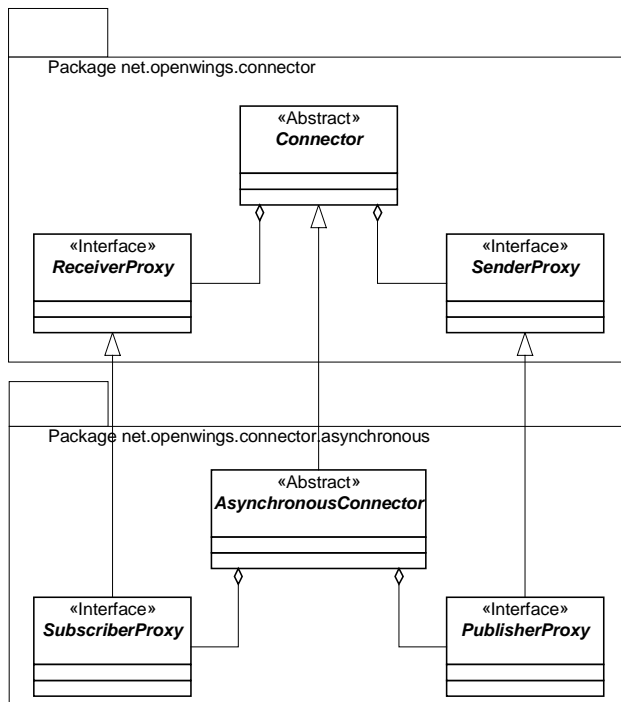 Package net.openwings.connector
«Abstract»
Connector
«Interface»
ReceiverProxy
«Interface»
SenderProxy
Package net.openwings.connector.asynchronous
«Abstract»
AsynchronousConnector
«Interface»
SubscriberProxy
«Interface»
PublisherProxy